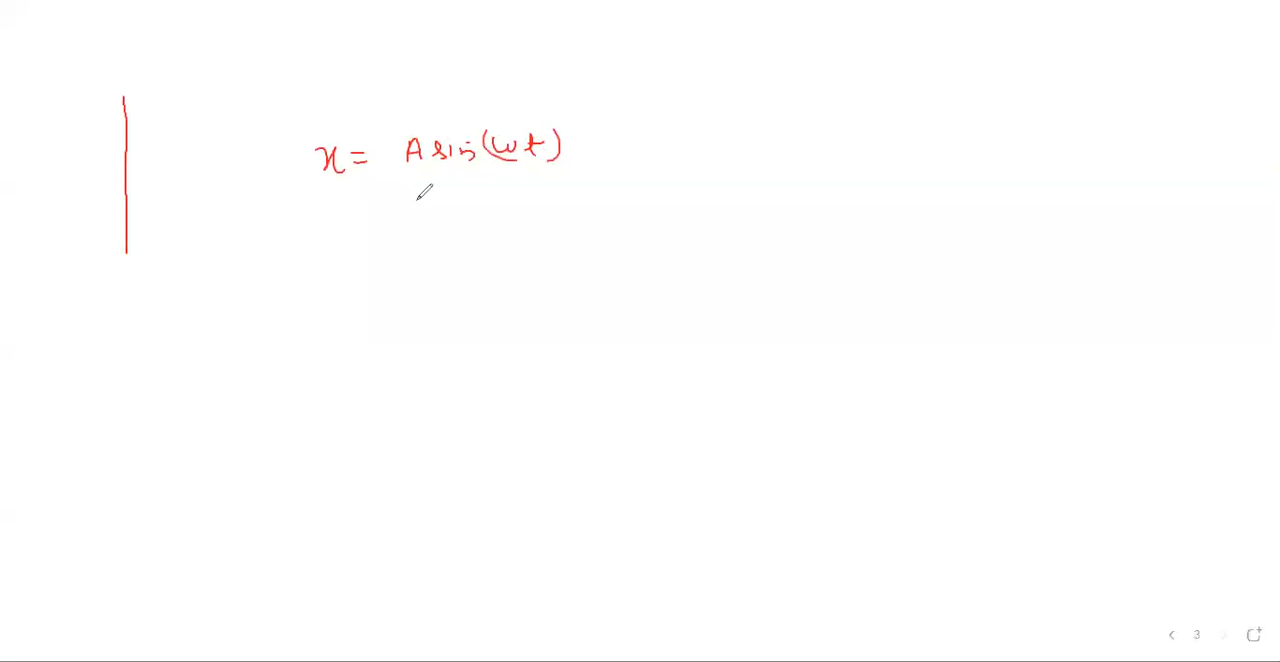 x = A sin(ωt)
3